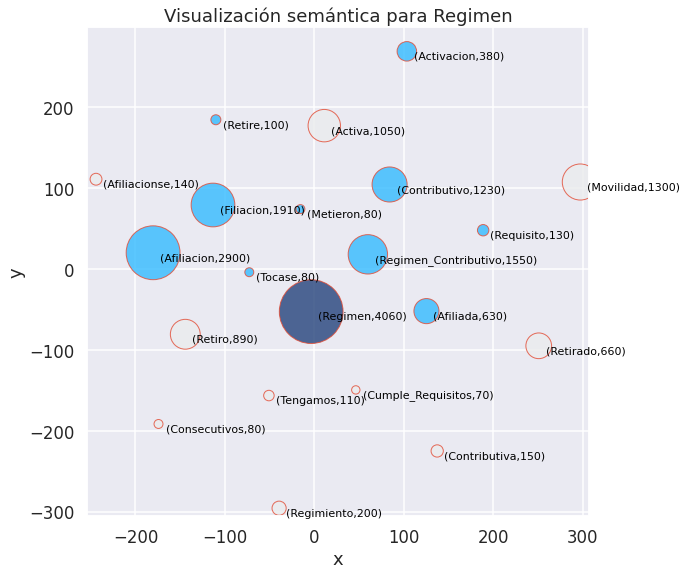 Visualización semántica para Regimen
(Activacion,380)
(Retire,100)
(Activa,1050)
(Afiliacionse,140)
(Contributivo,1230)
(Movilidad,1300)
(Filiacion,1910)
(Metieron,80)
(Requisito,130)
(Afiliacion,2900)
(Regimen_Contributivo,1550)
(Tocase,80)
(Regimen,4060)
(Afiliada,630)
(Retiro,890)
(Retirado,660)
(Tengamos,110)
(Cumple_Requisitos,70)
(Consecutivos,80)
(Contributiva,150)
(Regimiento,200)
200
100
0
−100
−200
−300
y
−200
−100
0
100
200
300
x